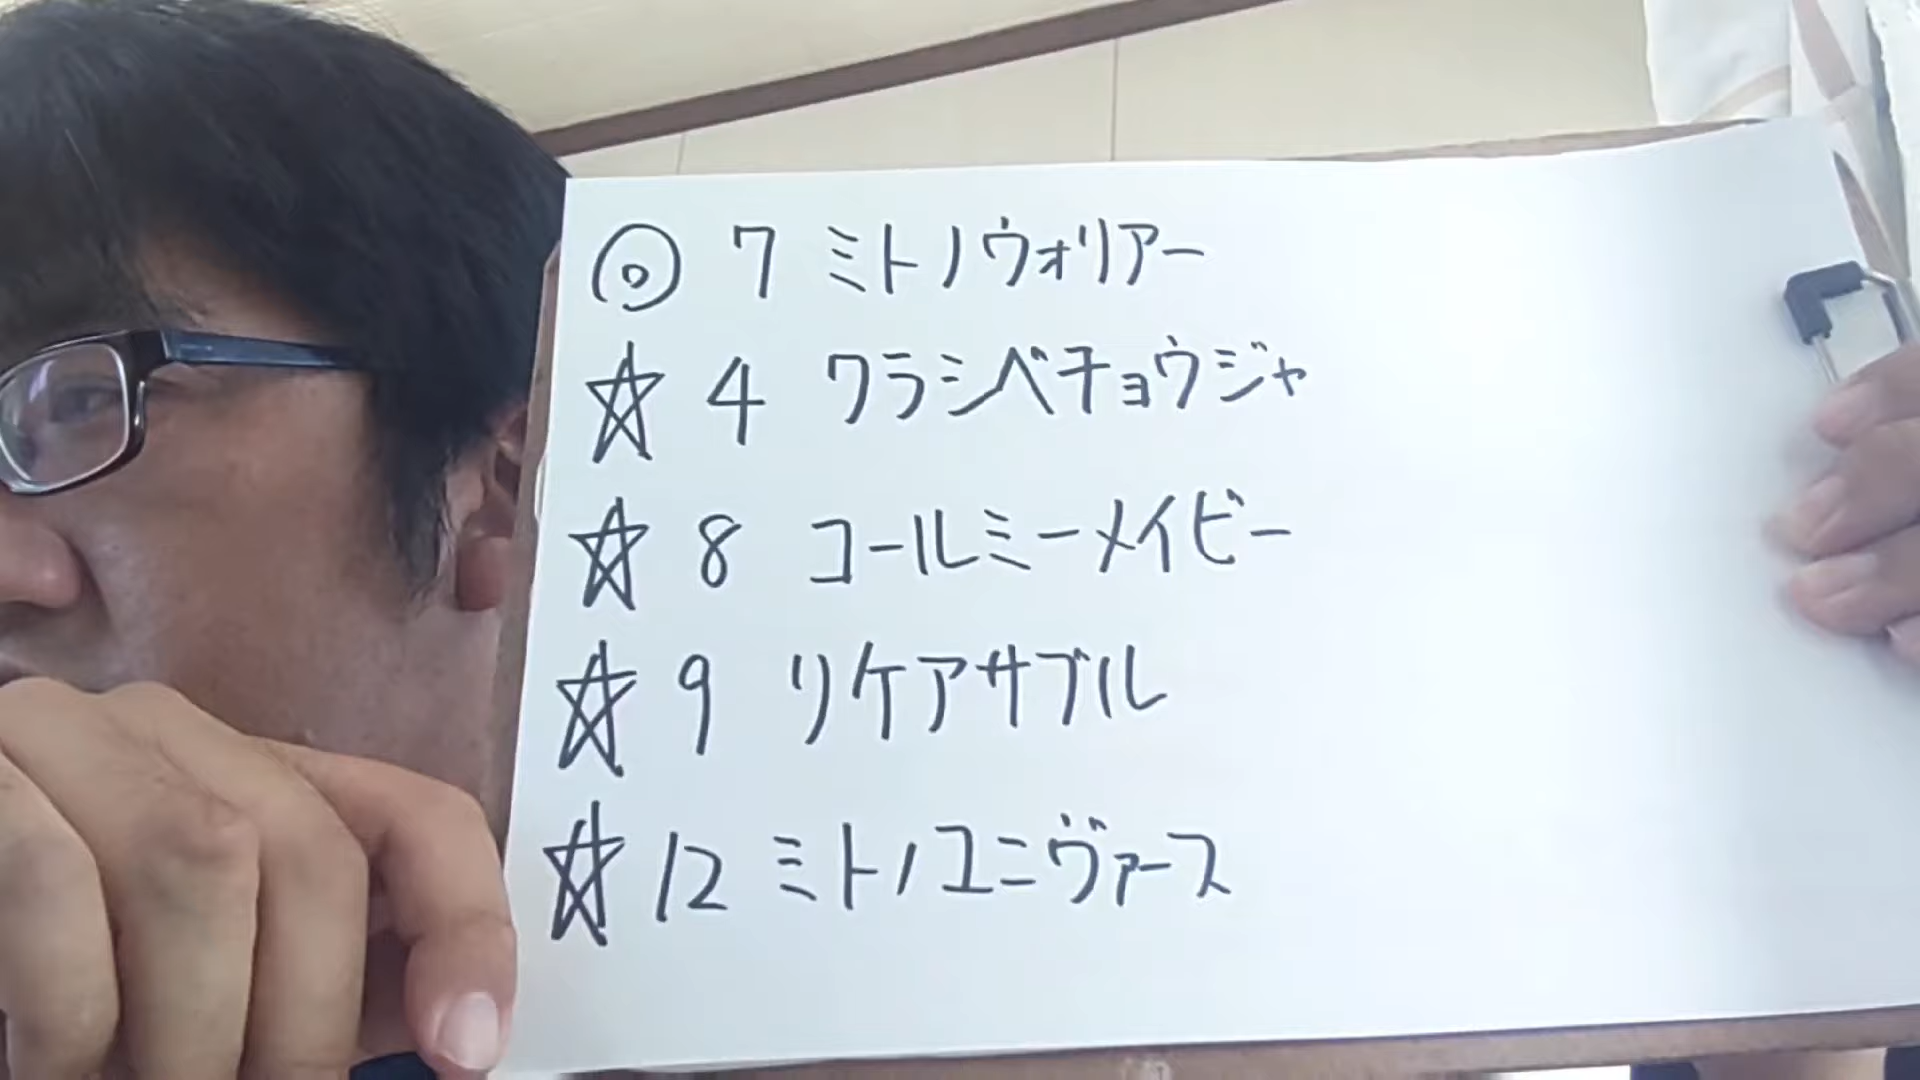 ◎ 7 ミトノウォリアー
☆ 4 ワラシベチョウジャ
☆ 8 コールミーメイビー
☆ 9 リケアサブル
☆ 12 ミトノユニヴァース